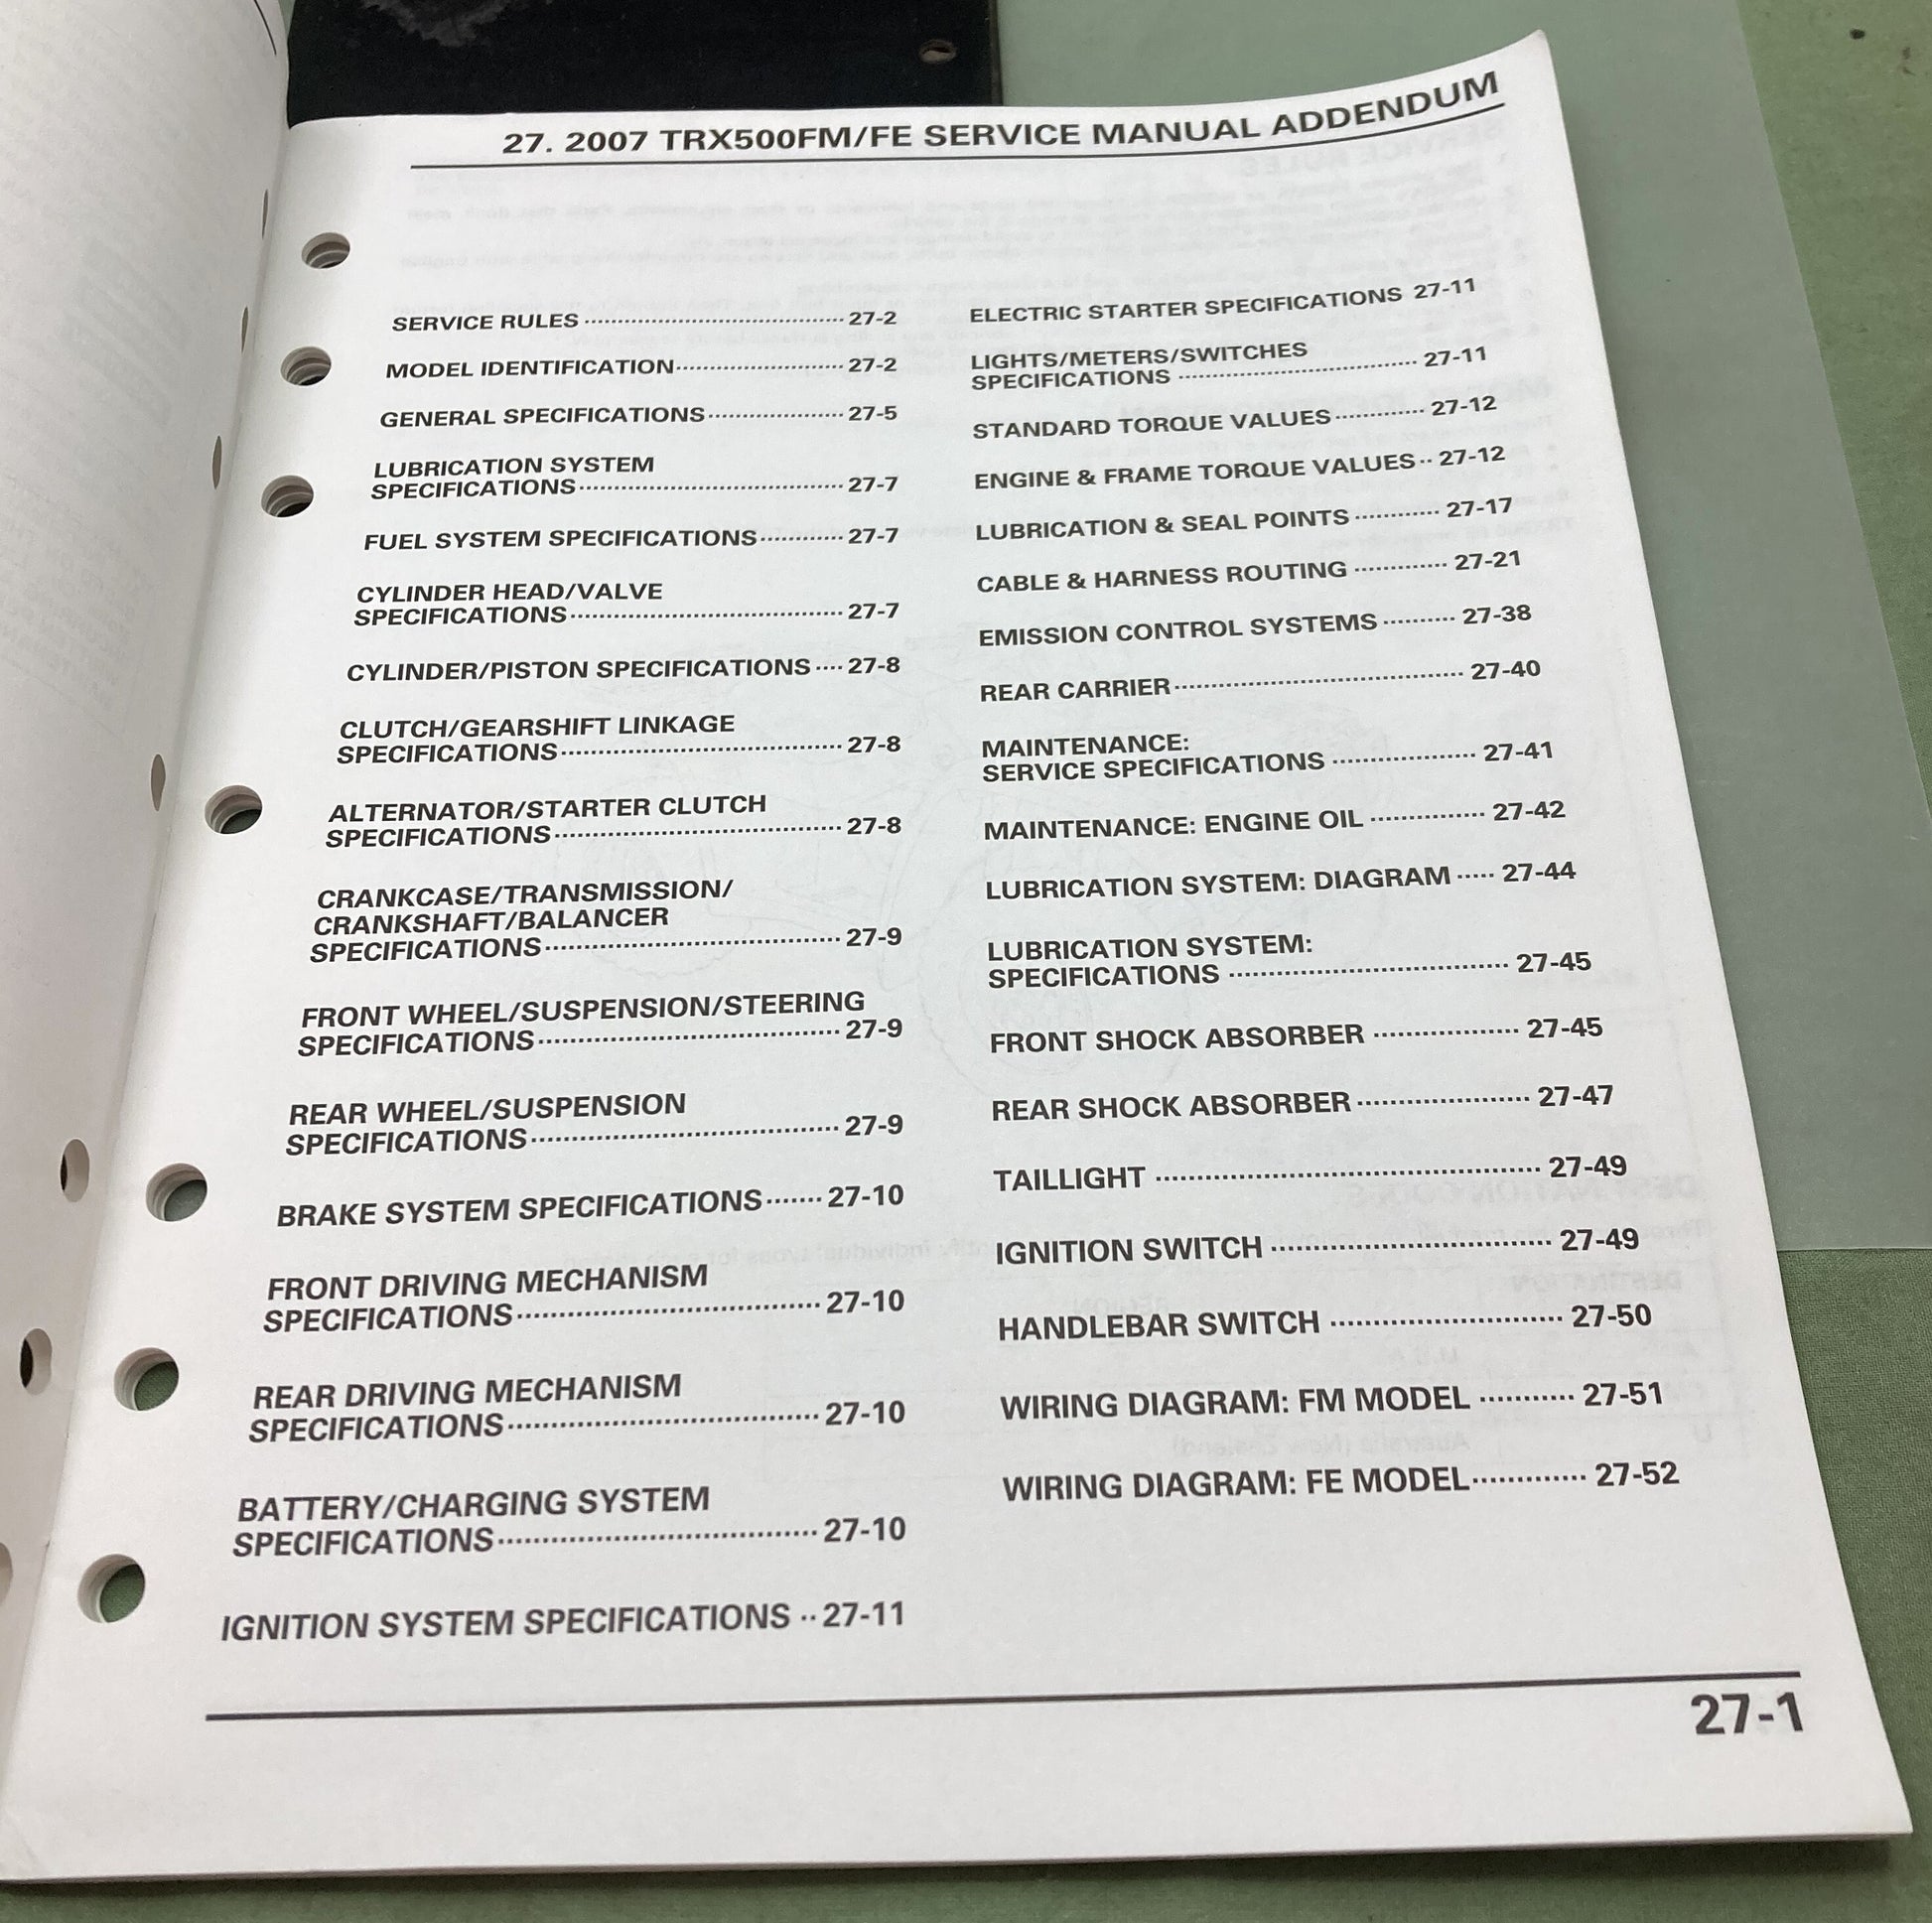 27. 2007 TRX500FM/FE SERVICE MANUAL ADDENDUM
SERVICE RULES ........ 27-2
MODEL IDENTIFICATION ........ 27-2
GENERAL SPECIFICATIONS ........ 27-5
LUBRICATION SYSTEM
SPECIFICATIONS ........ 27-7
FUEL SYSTEM SPECIFICATIONS ........ 27-7
CYLINDER HEAD/VALVE
SPECIFICATIONS ........ 27-7
CYLINDER/PISTON SPECIFICATIONS .... 27-8
CLUTCH/GEARSHIFT LINKAGE
SPECIFICATIONS ........ 27-8
ALTERNATOR/STARTER CLUTCH
SPECIFICATIONS ........ 27-8
CRANKCASE/TRANSMISSION/
CRANKSHAFT/BALANCER
SPECIFICATIONS ........ 27-9
FRONT WHEEL/SUSPENSION/STEERING
SPECIFICATIONS ........ 27-9
REAR WHEEL/SUSPENSION
SPECIFICATIONS ........ 27-9
BRAKE SYSTEM SPECIFICATIONS ....... 27-10
FRONT DRIVING MECHANISM
SPECIFICATIONS ........ 27-10
REAR DRIVING MECHANISM
SPECIFICATIONS ........ 27-10
BATTERY/CHARGING SYSTEM
SPECIFICATIONS ........ 27-10
IGNITION SYSTEM SPECIFICATIONS .. 27-11
ELECTRIC STARTER SPECIFICATIONS 27-11
LIGHTS/METERS/SWITCHES
SPECIFICATIONS ........ 27-11
STANDARD TORQUE VALUES ........ 27-12
ENGINE & FRAME TORQUE VALUES .. 27-12
LUBRICATION & SEAL POINTS ........ 27-17
CABLE & HARNESS ROUTING ........ 27-21
EMISSION CONTROL SYSTEMS ........ 27-38
REAR CARRIER ........ 27-40
MAINTENANCE:
SERVICE SPECIFICATIONS ........ 27-41
MAINTENANCE: ENGINE OIL ........ 27-42
LUBRICATION SYSTEM: DIAGRAM ..... 27-44
LUBRICATION SYSTEM:
SPECIFICATIONS ........ 27-45
FRONT SHOCK ABSORBER ........ 27-45
REAR SHOCK ABSORBER ........ 27-47
TAILLIGHT ........ 27-49
IGNITION SWITCH ........ 27-49
HANDLEBAR SWITCH ........ 27-50
WIRING DIAGRAM: FM MODEL ........ 27-51
WIRING DIAGRAM: FE MODEL ........ 27-52
27-1